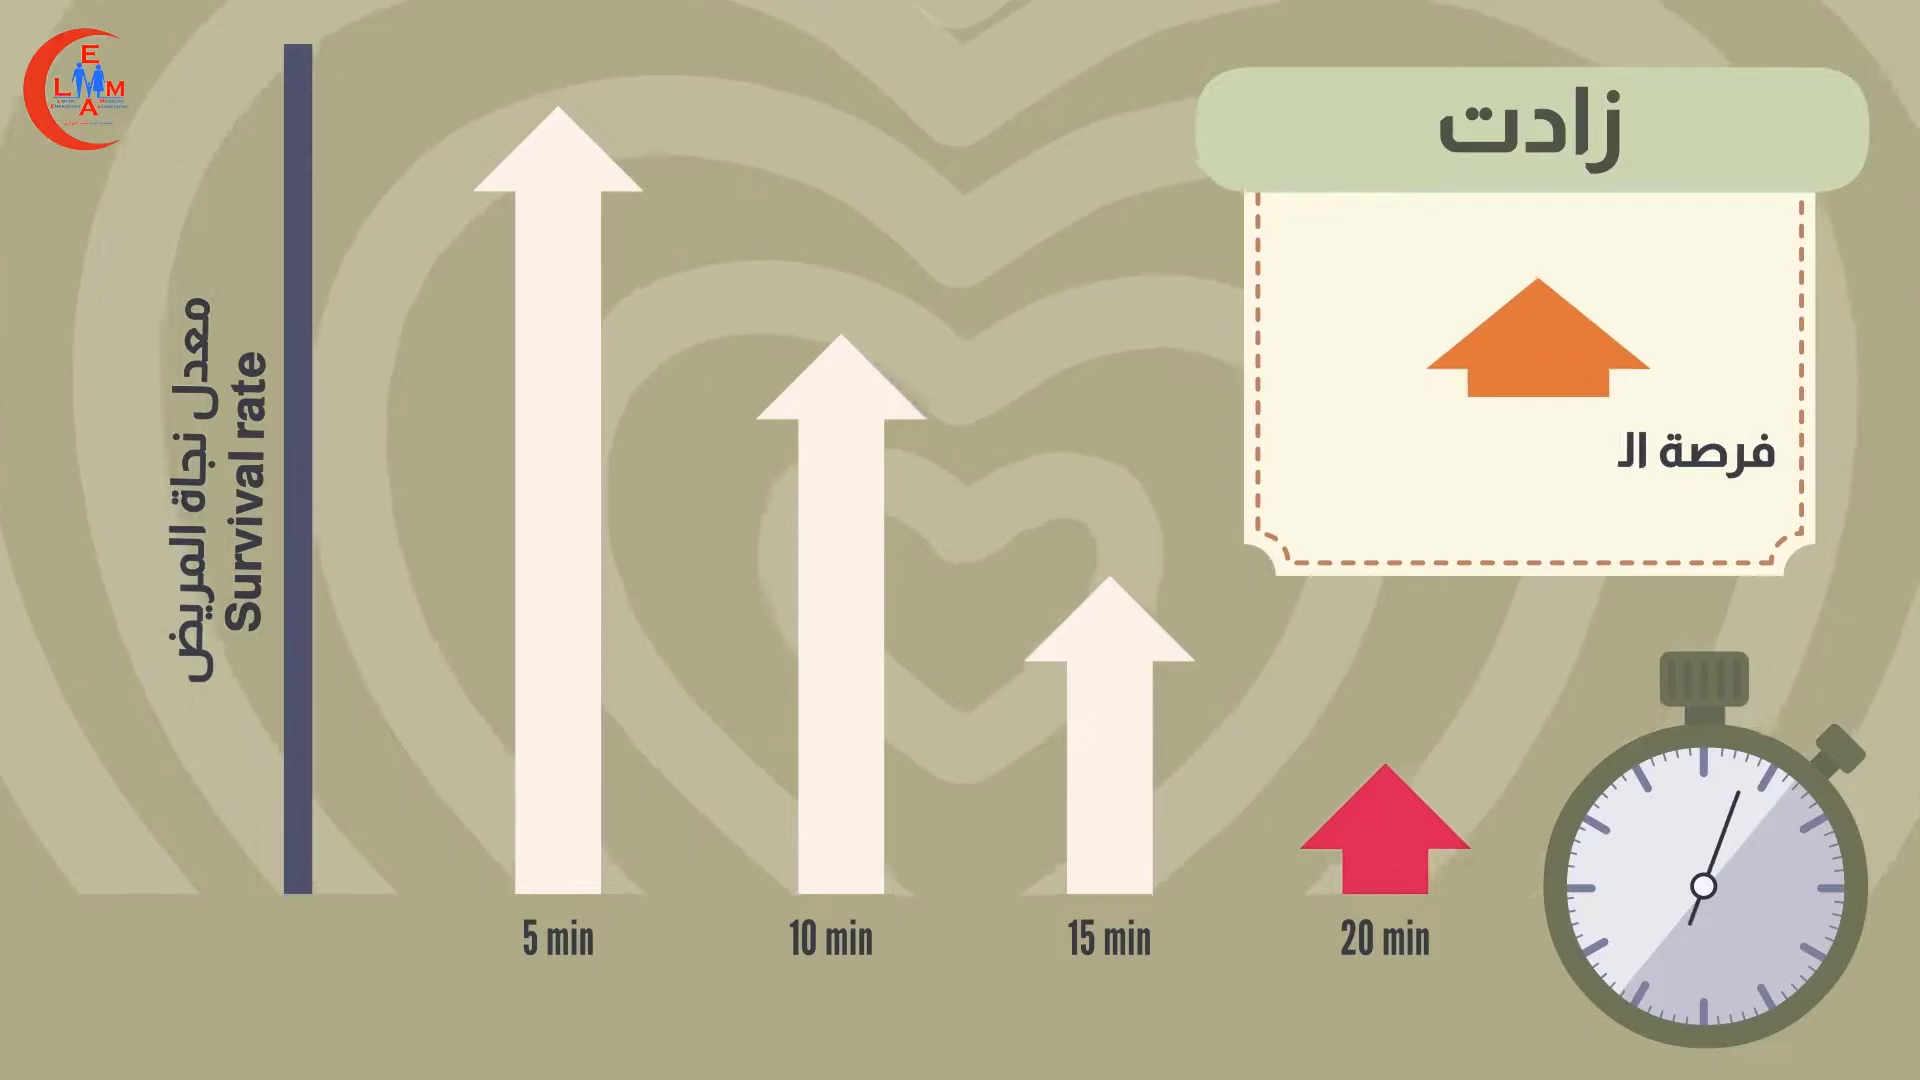 E
L M
A
معدل نجاة المريض
Survival rate
زادت
فرصة الـ
5 min
10 min
15 min
20 min